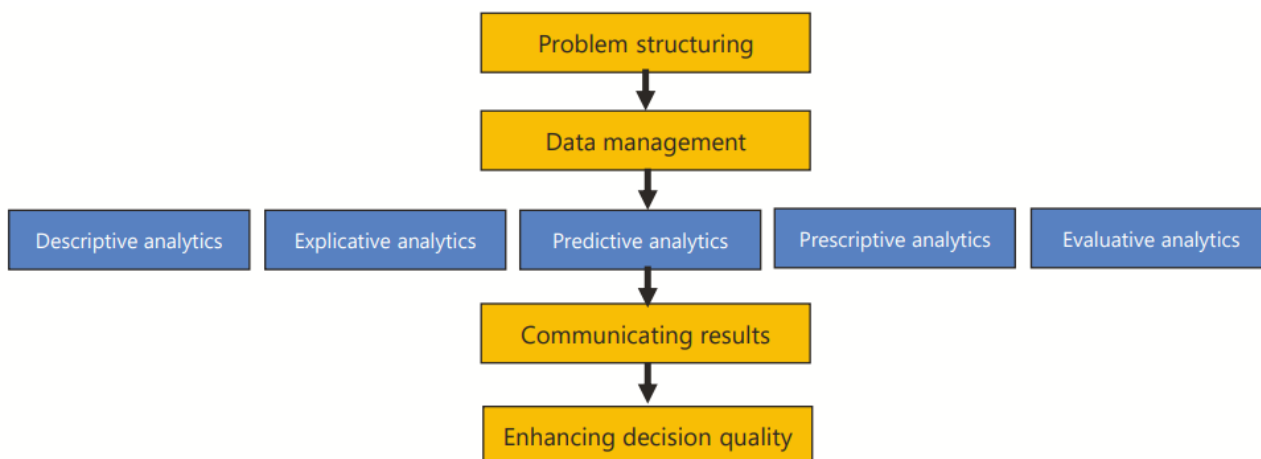 Problem structuring
Data management
Descriptive analytics
Explicative analytics
Predictive analytics
Prescriptive analytics
Evaluative analytics
Communicating results
Enhancing decision quality